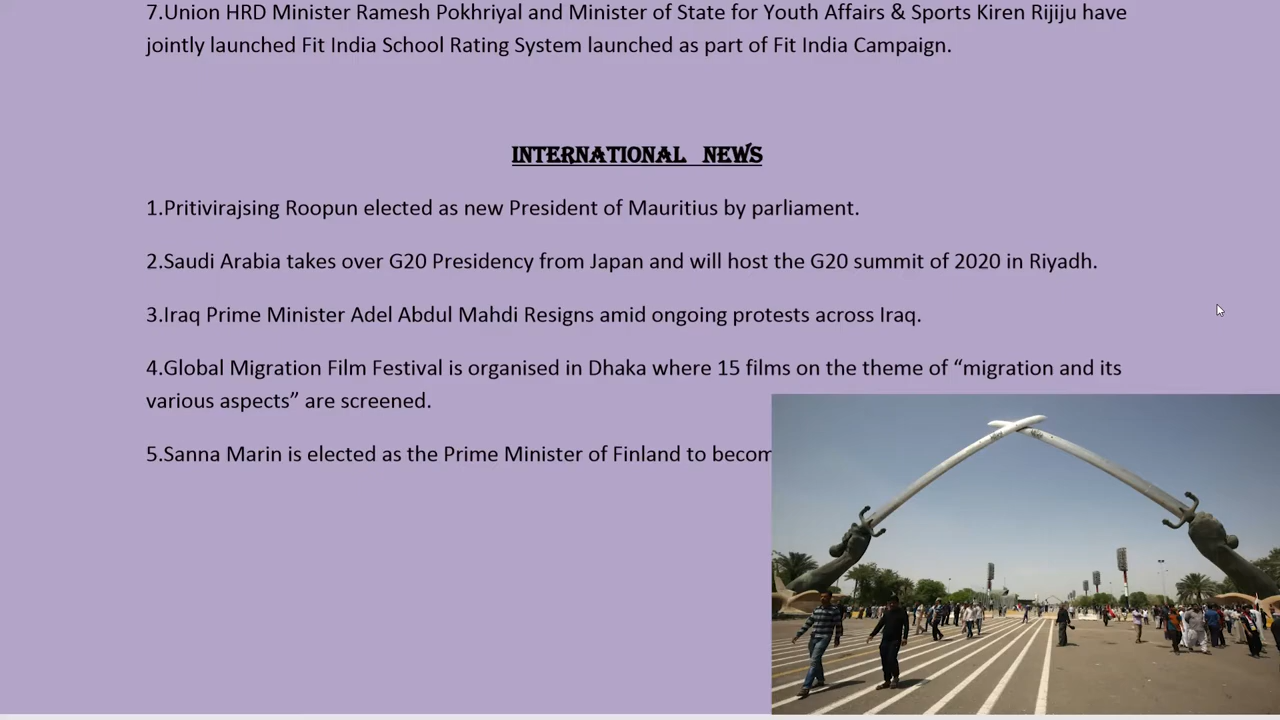 7.Union HRD Minister Ramesh Pokhriyal and Minister of State for Youth Affairs & Sports Kiren Rijiju have
jointly launched Fit India School Rating System launched as part of Fit India Campaign.
INTERNATIONAL NEWS
1.Pritivirajsing Roopun elected as new President of Mauritius by parliament.
2.Saudi Arabia takes over G20 Presidency from Japan and will host the G20 summit of 2020 in Riyadh.
3.Iraq Prime Minister Adel Abdul Mahdi Resigns amid ongoing protests across Iraq.
4.Global Migration Film Festival is organised in Dhaka where 15 films on the theme of “migration and its
various aspects” are screened.
5.Sanna Marin is elected as the Prime Minister of Finland to becom